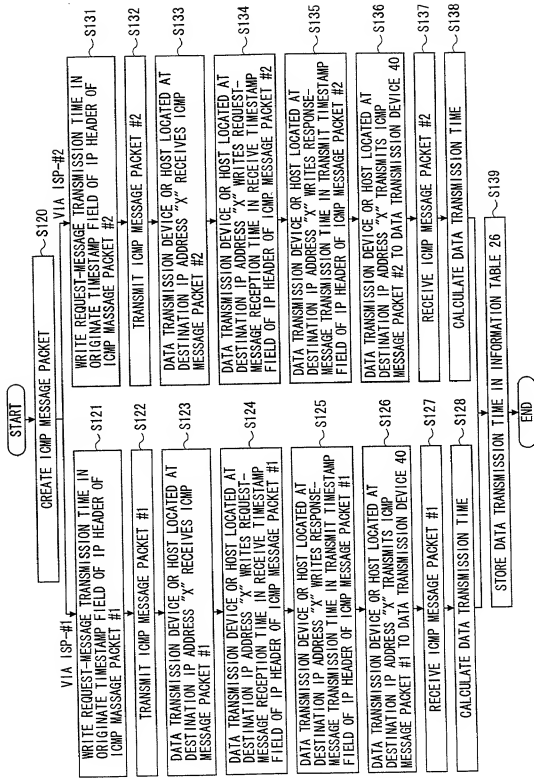 START
CREATE ICMP MESSAGE PACKET
S120
VIA ISP-#1
WRITE REQUEST-MESSAGE TRANSMISSION TIME IN
ORIGINATE TIMESTAMP FIELD OF IP HEADER OF
ICMP MASSAGE PACKET #1
S121
TRANSMIT ICMP MESSAGE PACKET #1
S122
DATA TRANSMISSION DEVICE OR HOST LOCATED AT
DESTINATION IP ADDRESS "X" RECEIVES ICMP
MESSAGE PACKET #1
S123
DATA TRANSMISSION DEVICE OR HOST LOCATED AT
DESTINATION IP ADDRESS "X" WRITES REQUEST-
MESSAGE RECEPTION TIME IN RECEIVE TIMESTAMP
FIELD OF IP HEADER OF ICMP MESSAGE PACKET #1
S124
DATA TRANSMISSION DEVICE OR HOST LOCATED AT
DESTINATION IP ADDRESS "X" WRITES RESPONSE-
MESSAGE TRANSMISSION TIME IN TRANSMIT TIMESTAMP
FIELD OF IP HEADER OF ICMP MESSAGE PACKET #1
S125
DATA TRANSMISSION DEVICE OR HOST LOCATED AT
DESTINATION IP ADDRESS "X" TRANSMITS ICMP
MESSAGE PACKET #1 TO DATA TRANSMISSION DEVICE 40
S126
RECEIVE ICMP MESSAGE PACKET #1
S127
CALCULATE DATA TRANSMISSION TIME
S128
VIA ISP-#2
WRITE REQUEST-MESSAGE TRANSMISSION TIME IN
ORIGINATE TIMESTAMP FIELD OF IP HEADER OF
ICMP MASSAGE PACKET #2
S131
TRANSMIT ICMP MESSAGE PACKET #2
S132
DATA TRANSMISSION DEVICE OR HOST LOCATED AT
DESTINATION IP ADDRESS "X" RECEIVES ICMP
MESSAGE PACKET #2
S133
DATA TRANSMISSION DEVICE OR HOST LOCATED AT
DESTINATION IP ADDRESS "X" WRITES REQUEST-
MESSAGE RECEPTION TIME IN RECEIVE TIMESTAMP
FIELD OF IP HEADER OF ICMP MESSAGE PACKET #2
S134
DATA TRANSMISSION DEVICE OR HOST LOCATED AT
DESTINATION IP ADDRESS "X" WRITES RESPONSE-
MESSAGE TRANSMISSION TIME IN TRANSMIT TIMESTAMP
FIELD OF IP HEADER OF ICMP MESSAGE PACKET #2
S135
DATA TRANSMISSION DEVICE OR HOST LOCATED AT
DESTINATION IP ADDRESS "X" TRANSMITS ICMP
MESSAGE PACKET #2 TO DATA TRANSMISSION DEVICE 40
S136
RECEIVE ICMP MESSAGE PACKET #2
S137
CALCULATE DATA TRANSMISSION TIME
S138
STORE DATA TRANSMISSION TIME IN INFORMATION TABLE 26
S139
END